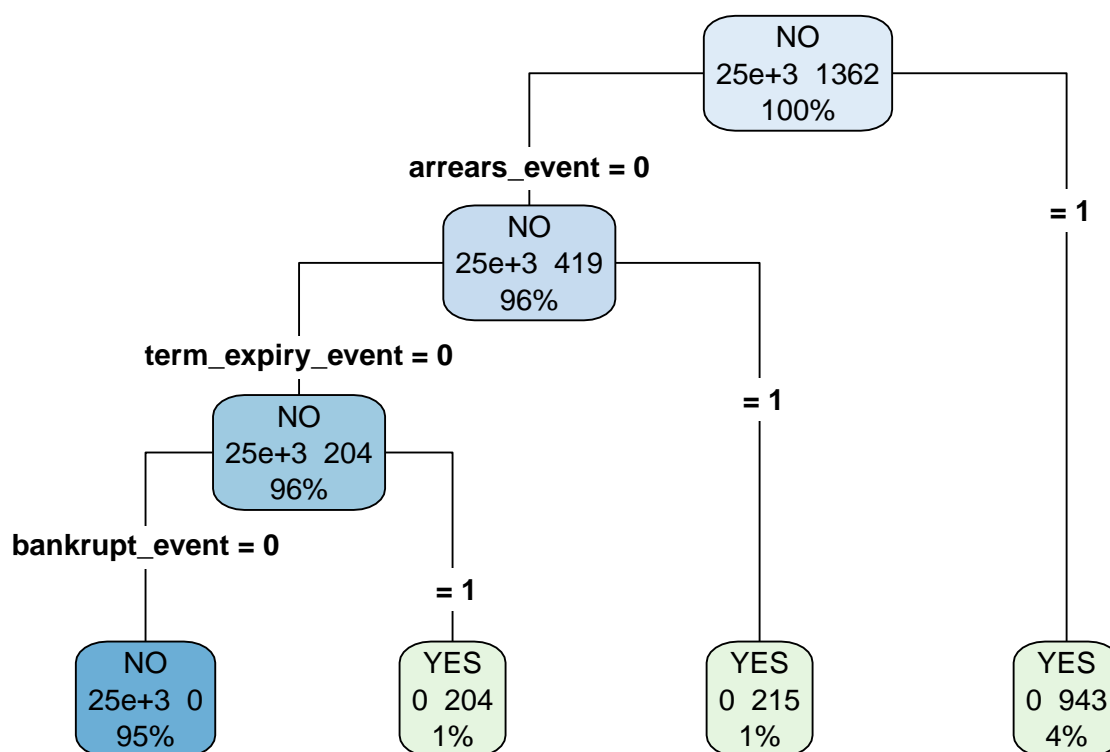 NO
25e+3 1362
100%
arrears_event = 0
= 1
NO
25e+3 419
96%
term_expiry_event = 0
= 1
NO
25e+3 204
96%
bankrupt_event = 0
= 1
NO
25e+3 0
95%
YES
0 204
1%
YES
0 215
1%
YES
0 943
4%